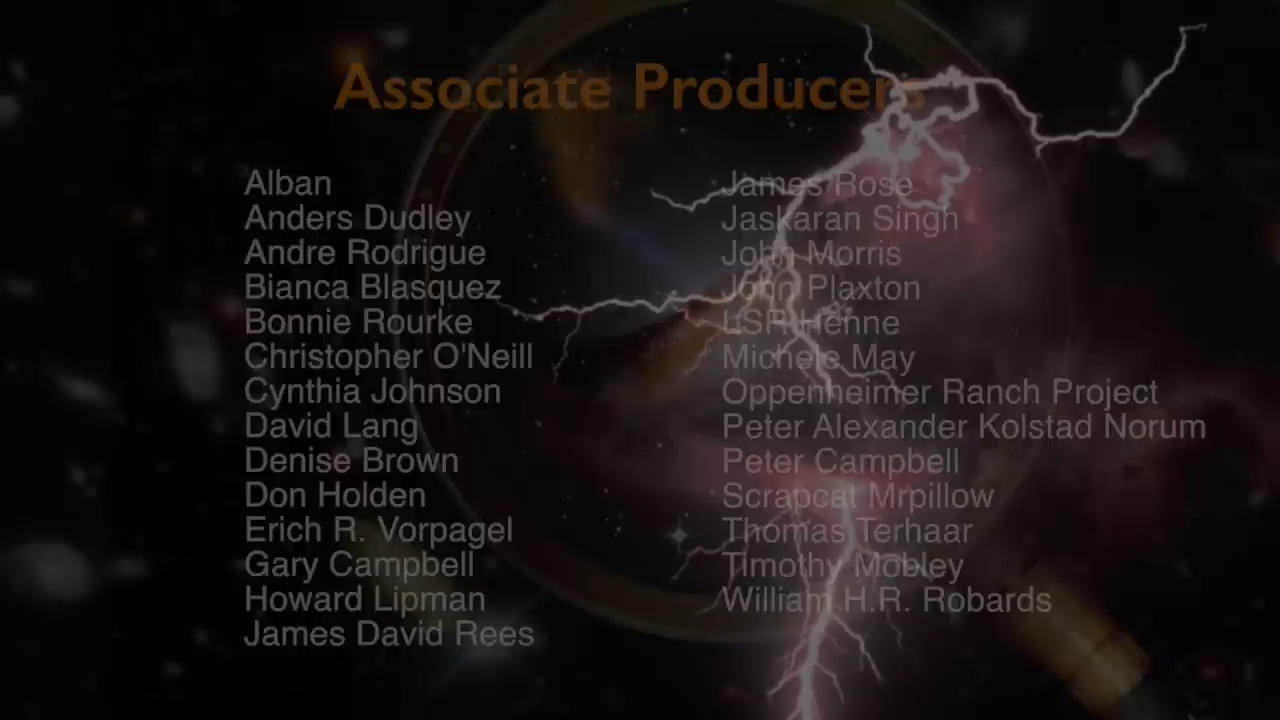 Associate Producers
Alban
Anders Dudley
Andre Rodrigue
Bianca Blasquez
Bonnie Rourke
Christopher O'Neill
Cynthia Johnson
David Lang
Denise Brown
Don Holden
Erich R. Vorpagel
Gary Campbell
Howard Lipman
James David Rees
James Rose
Jaskaran Singh
John Morris
John Plaxton
LSR Henne
Michele May
Oppenheimer Ranch Project
Peter Alexander Kolstad Norum
Peter Campbell
Scrapcat Mrpillow
Thomas Terhaar
Timothy Mobley
William H.R. Robards